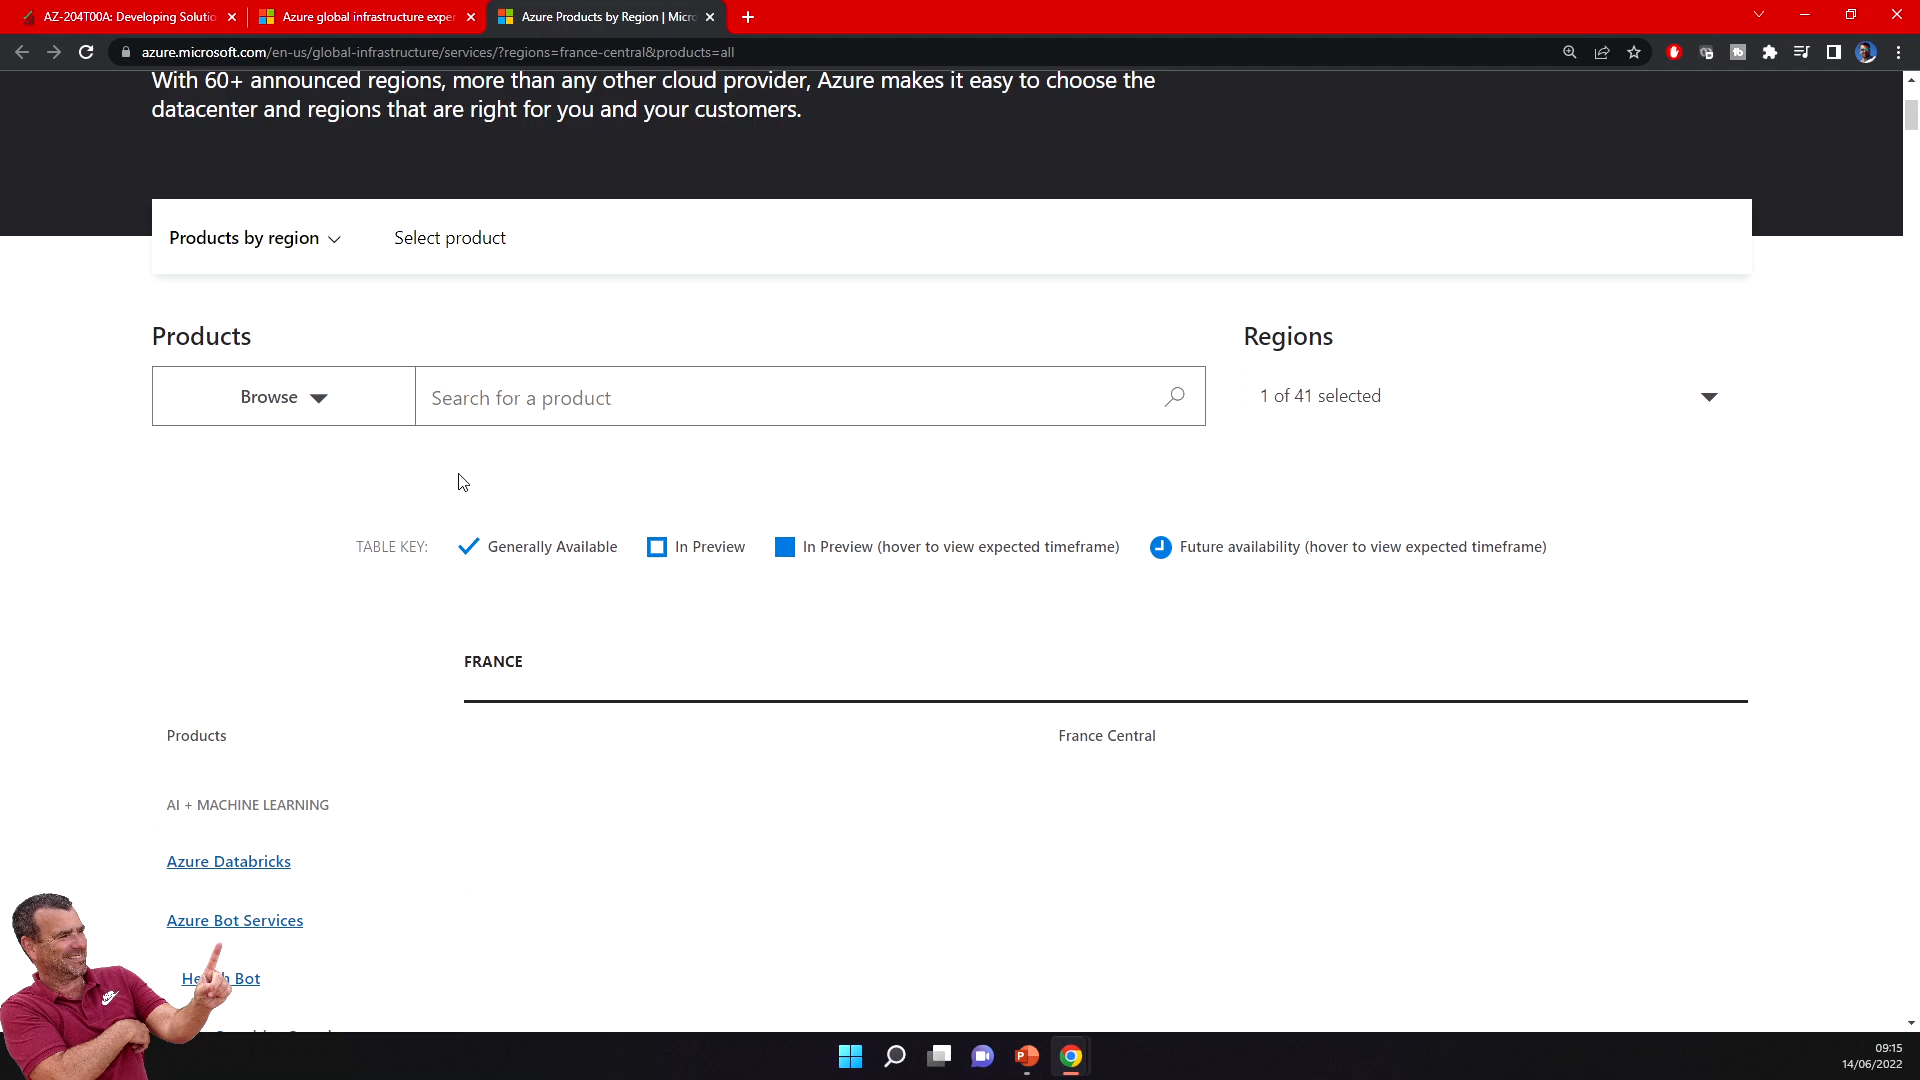 AZ-204T00A: Developing Solutio
Azure global infrastructure exper
Azure Products by Region | Micro
azure.microsoft.com/en-us/global-infrastructure/services/?regions=france-central&products=all
With 60+ announced regions, more than any other cloud provider, Azure makes it easy to choose the
datacenter and regions that are right for you and your customers.
Products by region
Select product
Products
Regions
Browse
Search for a product
1 of 41 selected
TABLE KEY:
Generally Available
In Preview
In Preview (hover to view expected timeframe)
Future availability (hover to view expected timeframe)
FRANCE
Products
France Central
AI + MACHINE LEARNING
Azure Databricks
Azure Bot Services
Bot
09:15
14/06/2022